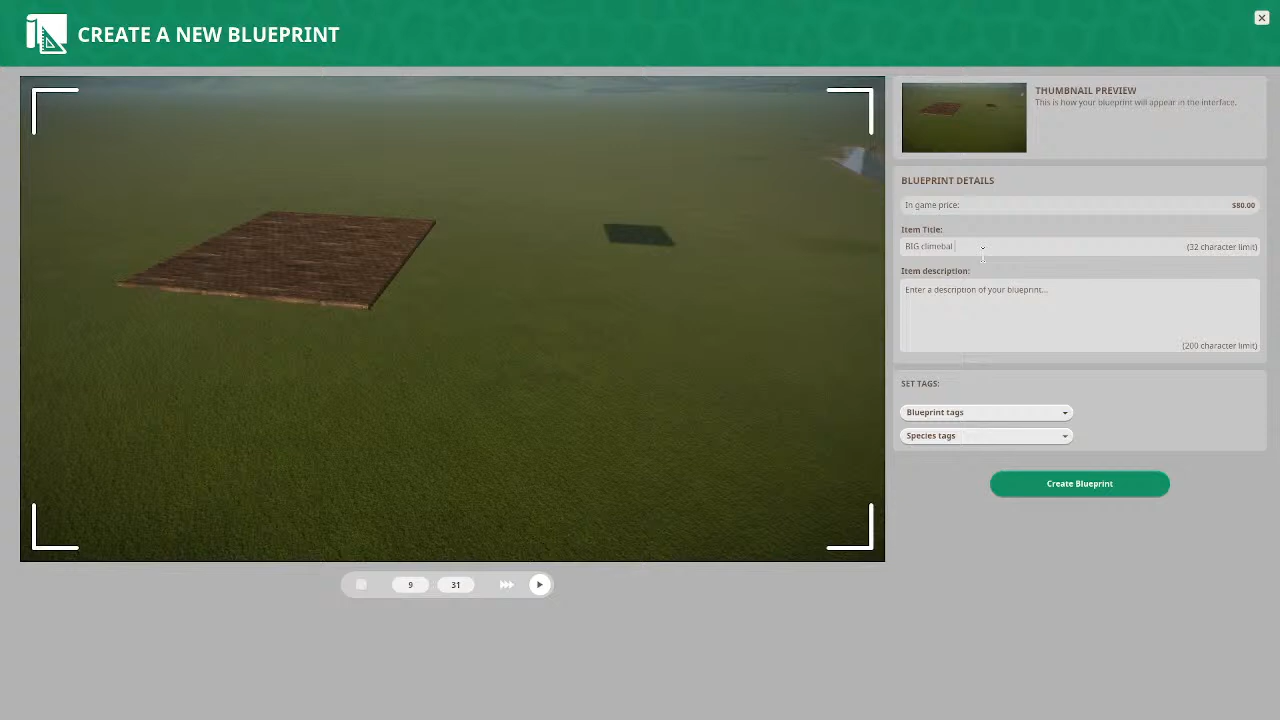 CREATE A NEW BLUEPRINT
THUMBNAIL PREVIEW
This is how your blueprint will appear in the interface.
BLUEPRINT DETAILS
In game price: $80.00
Item Title:
BIG climebal (32 character limit)
Item description:
Enter a description of your blueprint...
(200 character limit)
SET TAGS:
Blueprint tags
Species tags
Create Blueprint
9 31